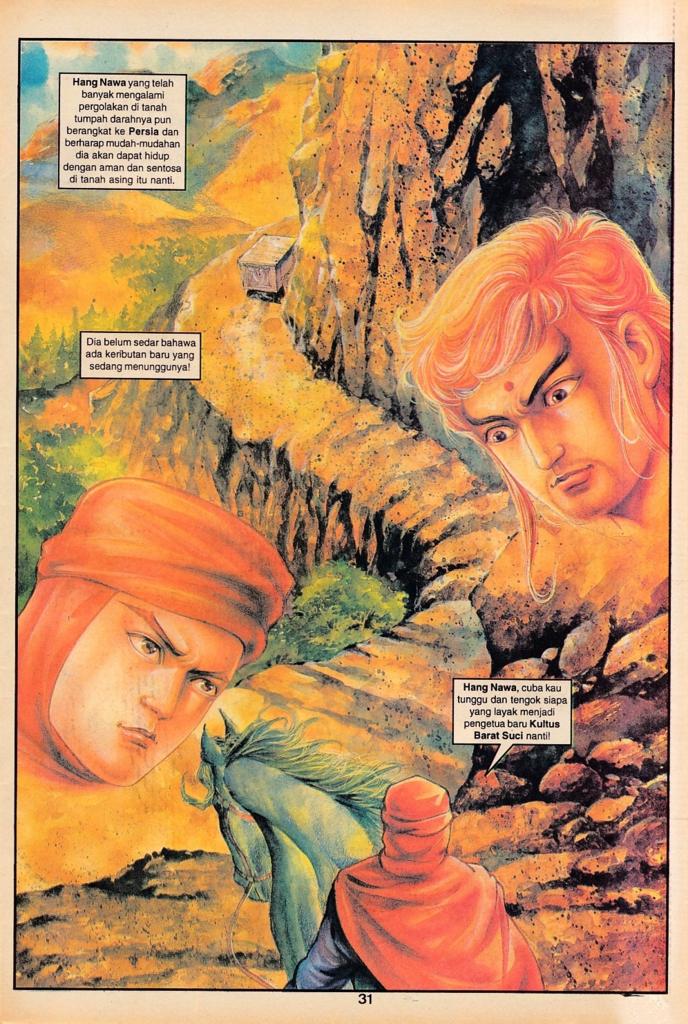 Hang Nawa yang telah
banyak mengalami
pergolakan di tanah
tumpah darahnya pun
berangkat ke Persia dan
berharap mudah-mudahan
dia akan dapat hidup
dengan aman dan sentosa
di tanah asing itu nanti.
Dia belum sedar bahawa
ada keributan baru yang
sedang menunggunya!
Hang Nawa, cuba kau
tunggu dan tengok siapa
yang layak menjadi
pengetua baru Kultus
Barat Suci nanti!
31